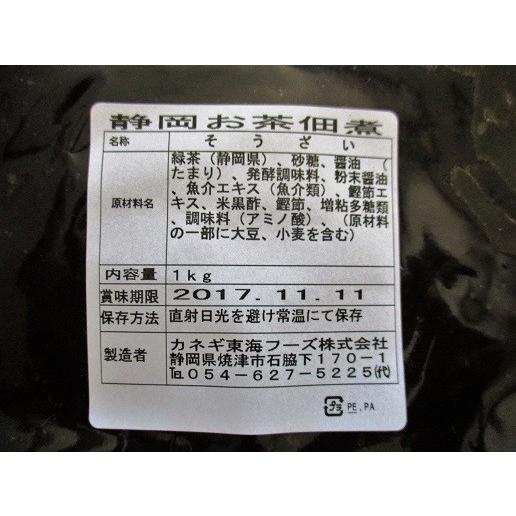 静岡お茶佃煮
名称 そうざい
原材料名 緑茶（静岡県）、砂糖、醤油（
たまり）、発酵調味料、粉末醤油
、魚介エキス（魚介類）、鰹節エ
キス、米黒酢、鰹節、増粘多糖類
、調味料（アミノ酸）、（原材料
の一部に大豆、小麦を含む）
内容量 1kg
賞味期限 2017.11.11
保存方法 直射日光を避け常温にて保存
製造者 カネギ東海フーズ株式会社
静岡県焼津市石脇下170-1
℡054-627-5225㈹
プラ PE,PA